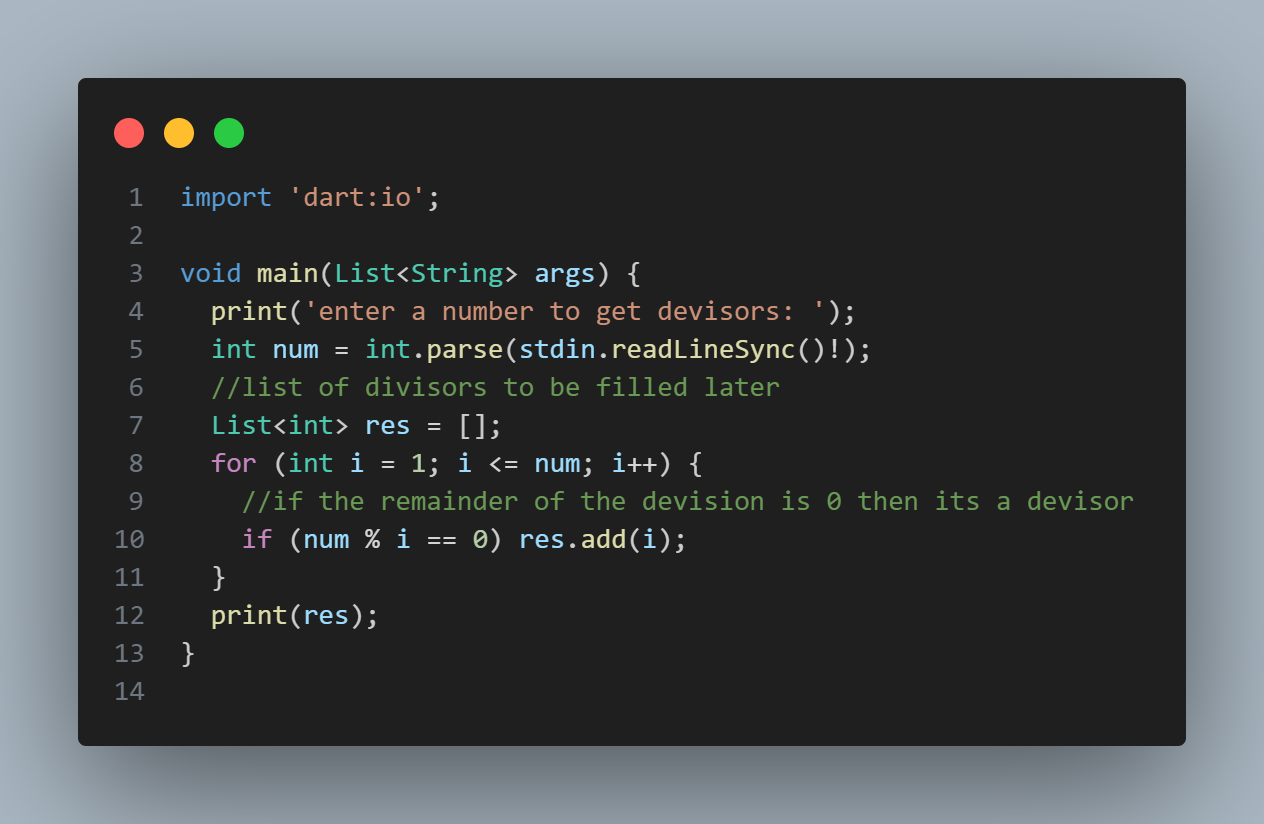 1 import 'dart:io';
2
3 void main(List<String> args) {
4   print('enter a number to get devisors: ');
5   int num = int.parse(stdin.readLineSync()!);
6   //list of divisors to be filled later
7   List<int> res = [];
8   for (int i = 1; i <= num; i++) {
9     //if the remainder of the devision is 0 then its a devisor
10     if (num % i == 0) res.add(i);
11   }
12   print(res);
13 }
14